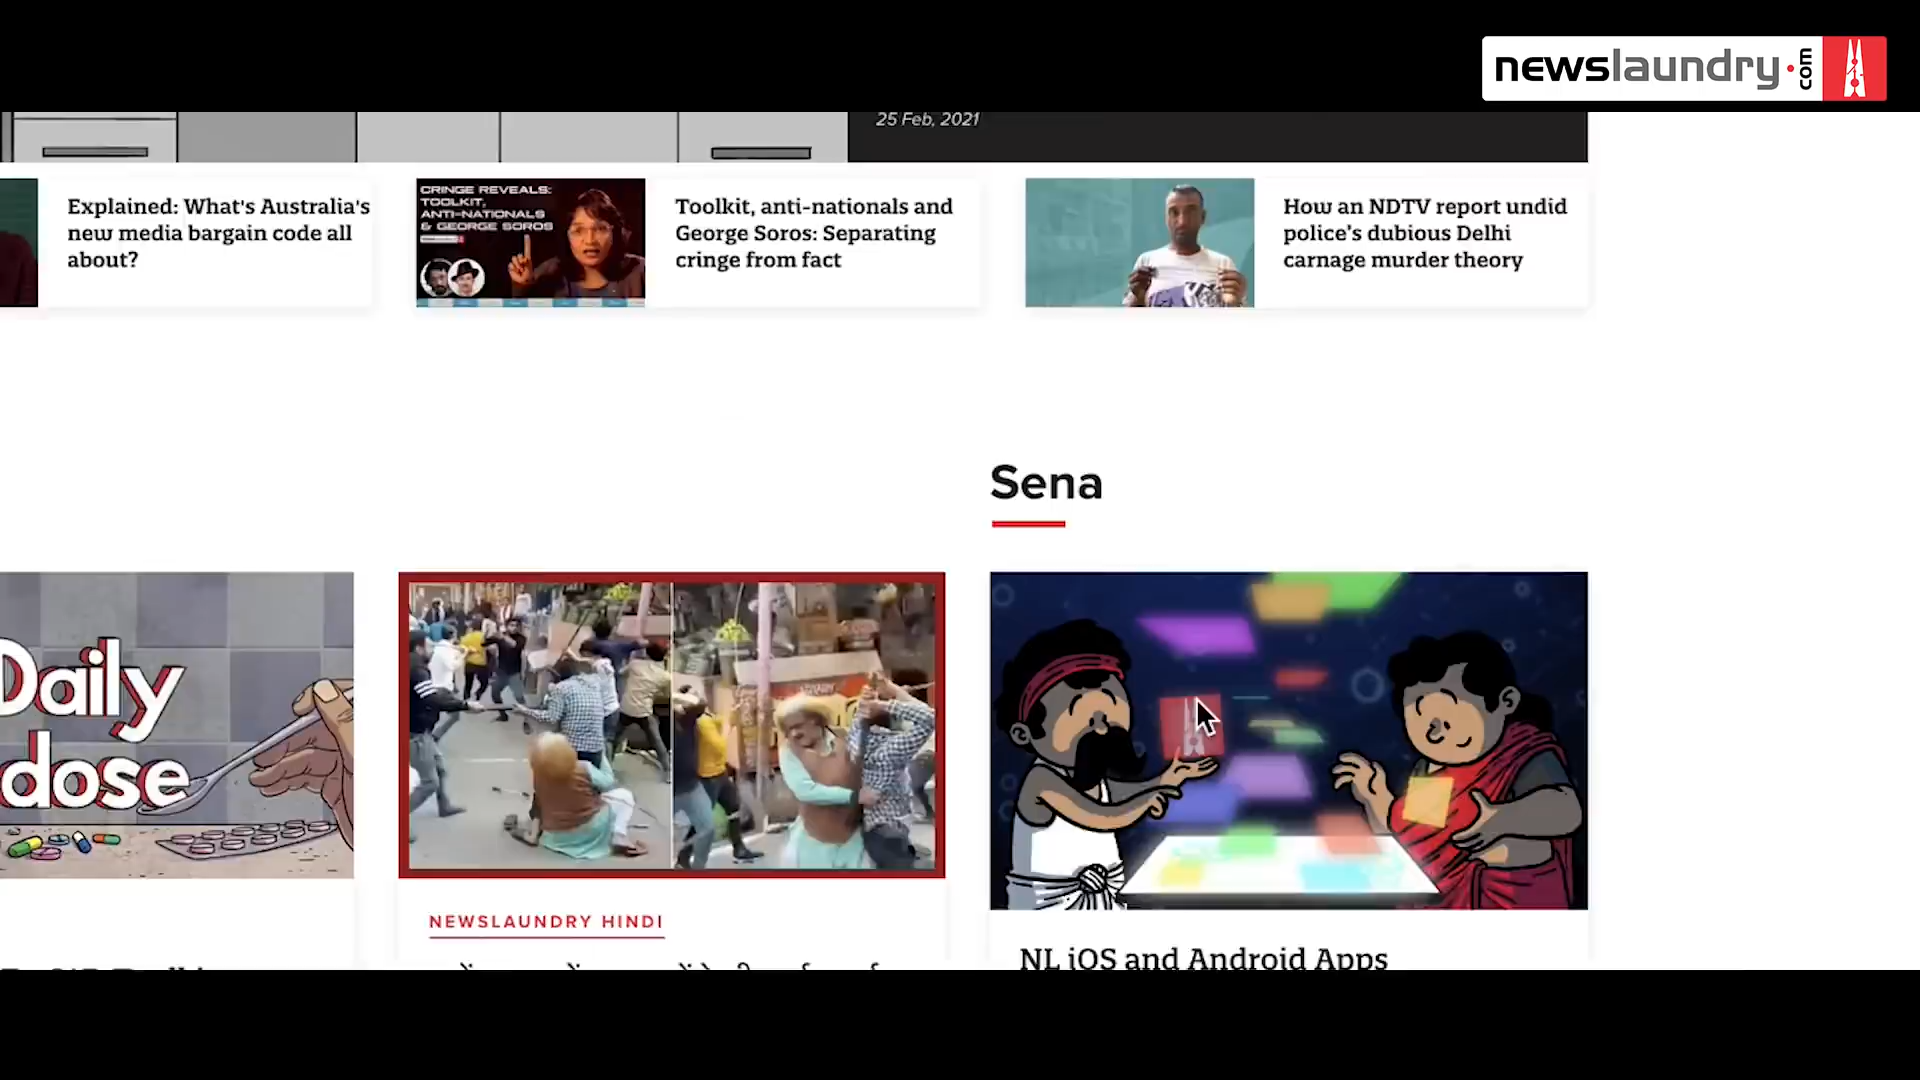 newslaundry.com
25 Feb, 2021
Explained: What's Australia's
new media bargain code all
about?
CRINGE REVEALS:
TOOLKIT,
ANTI-NATIONALS
& GEORGE SOROS
Toolkit, anti-nationals and
George Soros: Separating
cringe from fact
How an NDTV report undid
police's dubious Delhi
carnage murder theory
Sena
Daily
dose
NEWSLAUNDRY HINDI
NL iOS and Android Apps